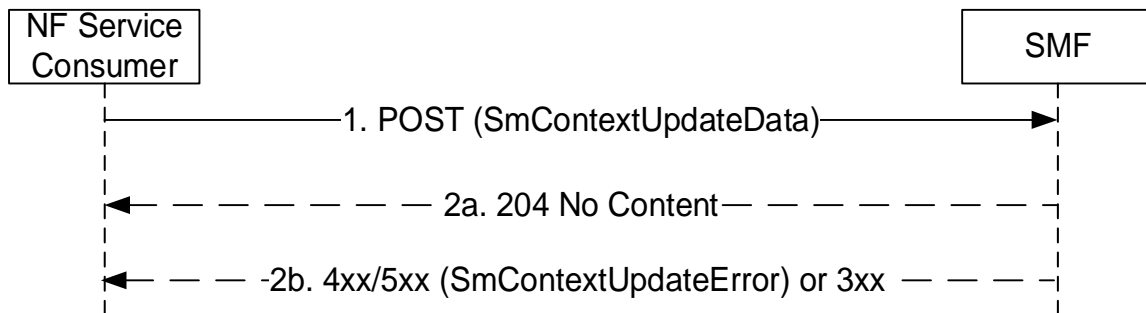 NF Service
Consumer
SMF
1. POST (SmContextUpdateData)
2a. 204 No Content
2b. 4xx/5xx (SmContextUpdateError) or 3xx